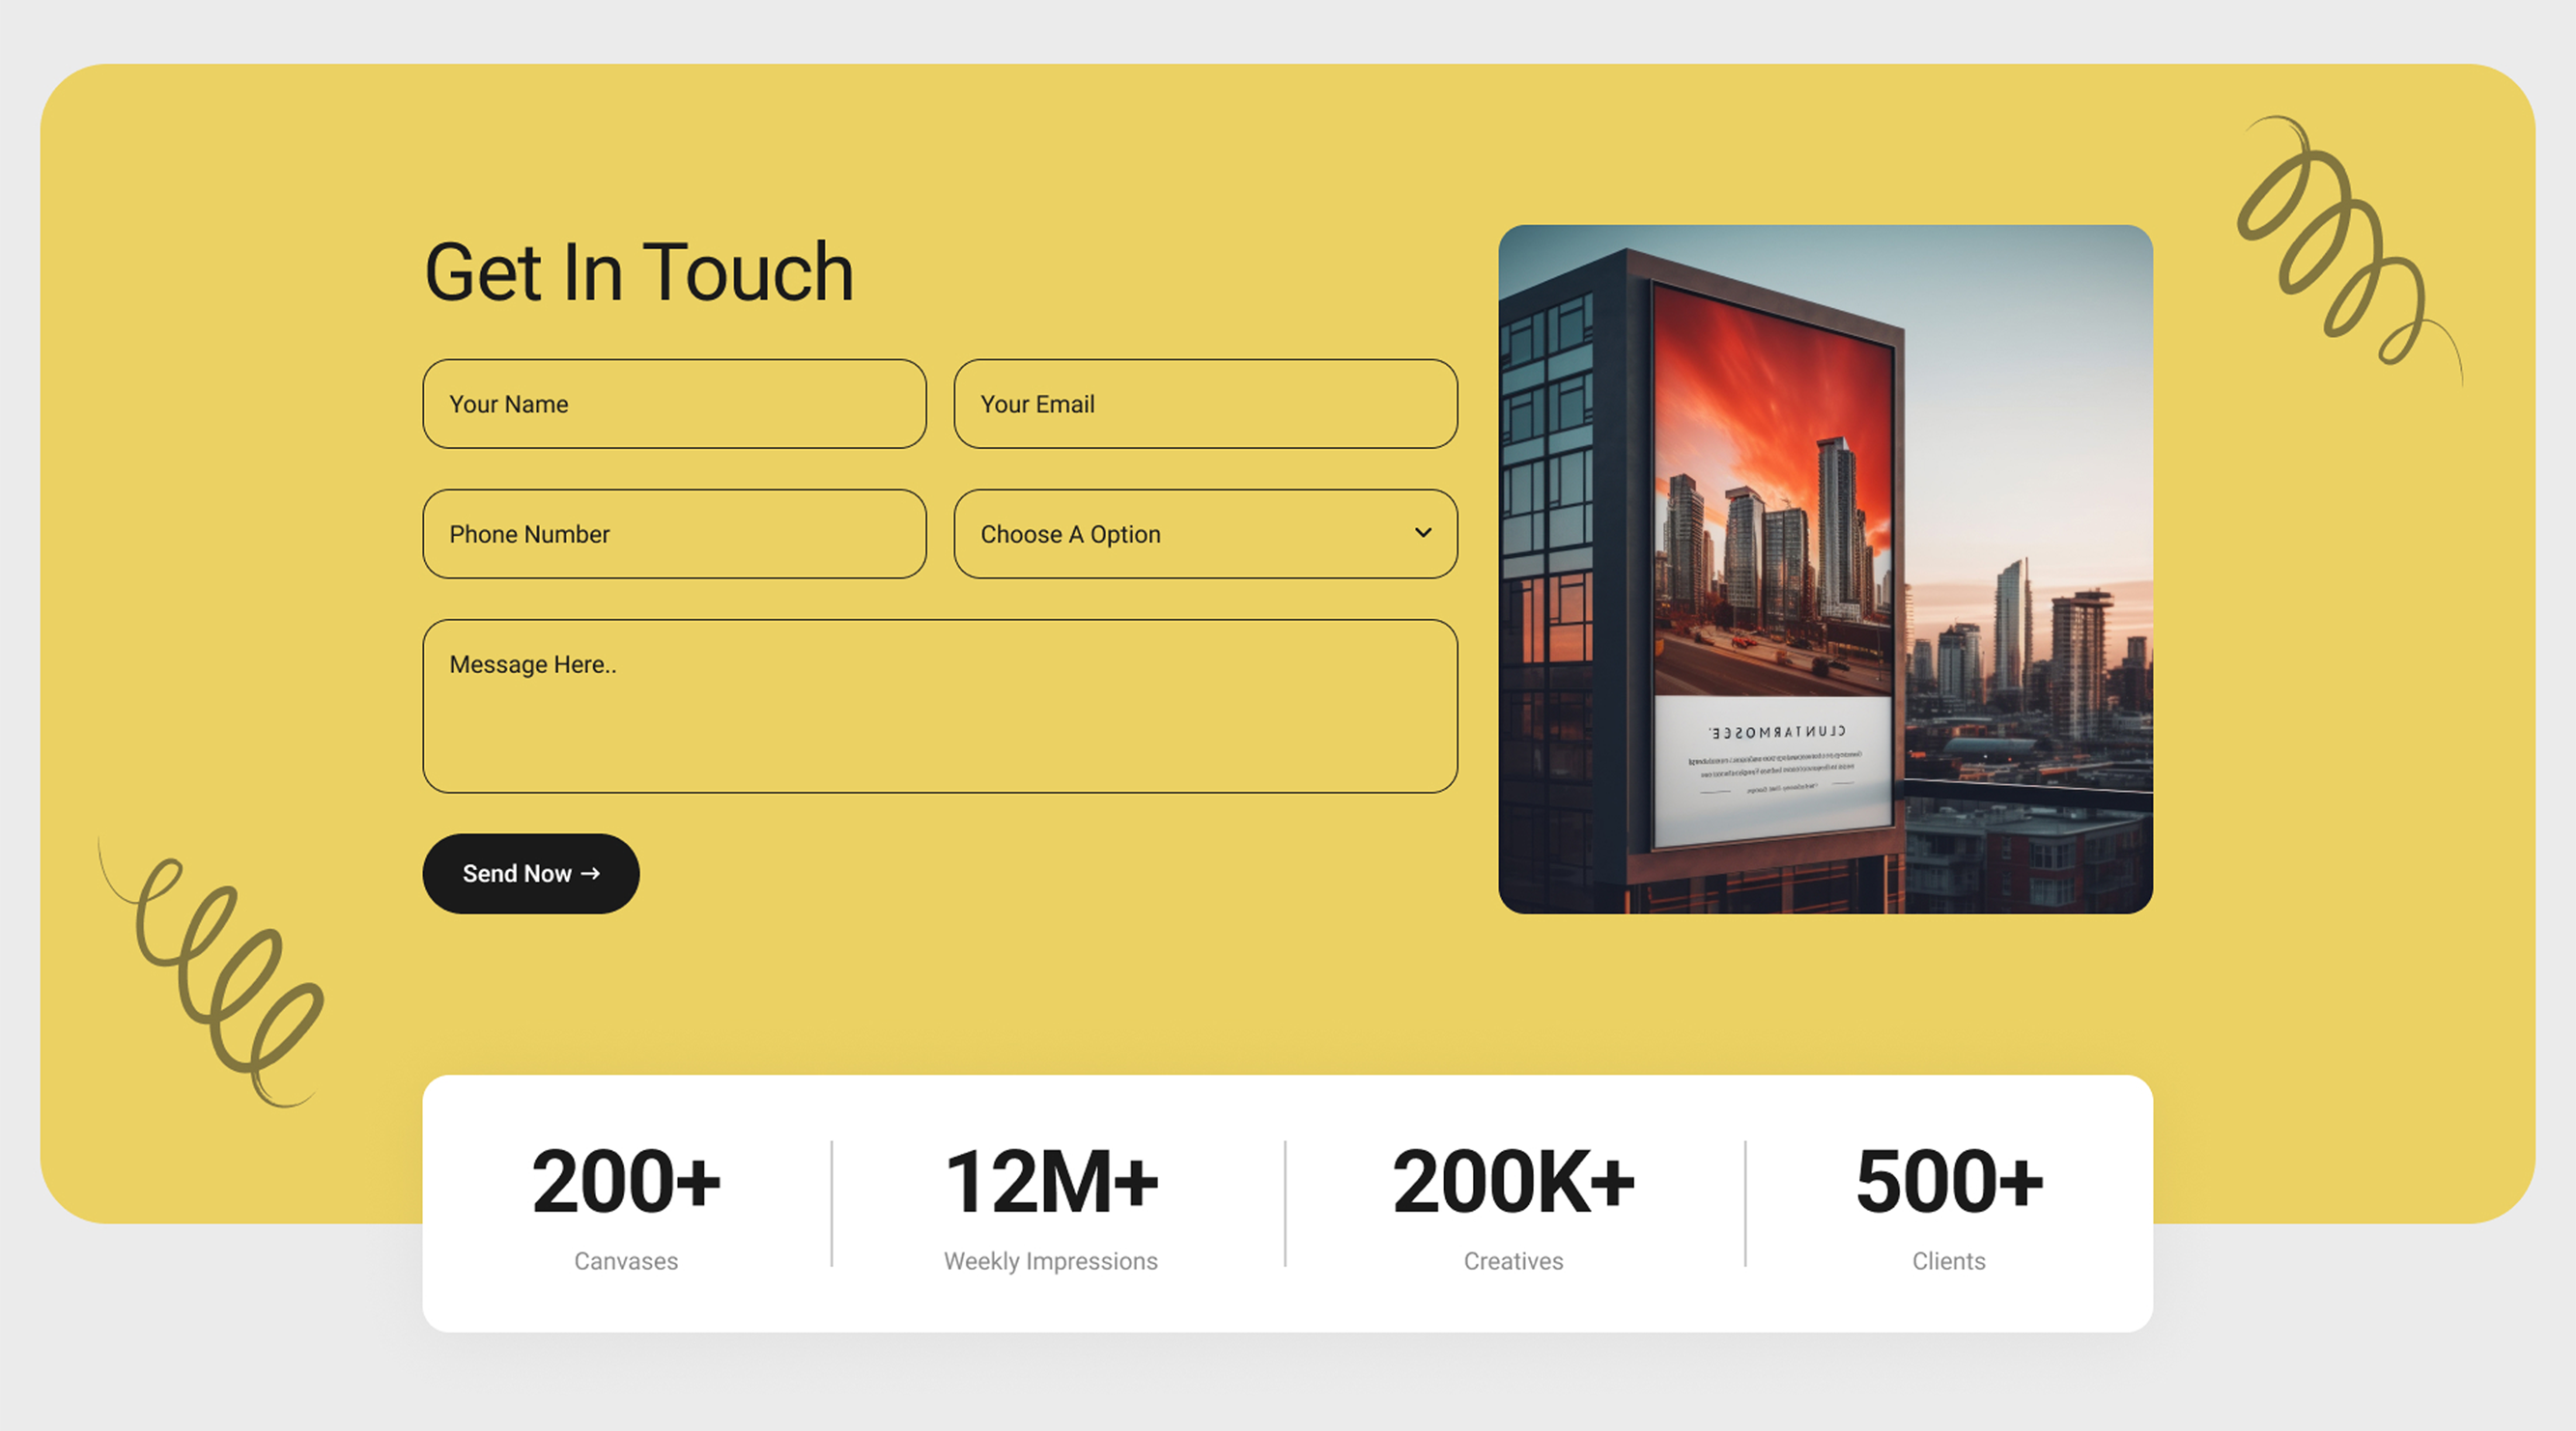 Get In Touch
Your Name
Your Email
Phone Number
Choose A Option
Message Here..
Send Now →
200+
12M+
200K+
500+
Canvases
Weekly Impressions
Creatives
Clients